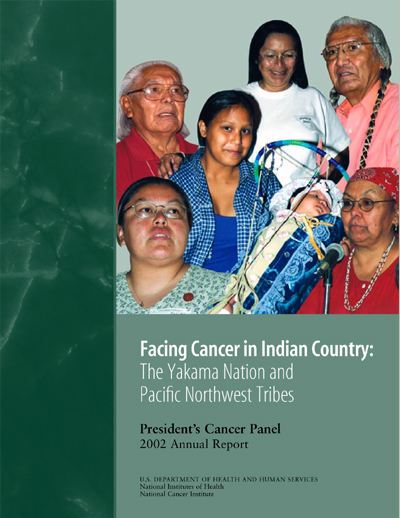 Facing Cancer in Indian Country:
The Yakama Nation and
Pacific Northwest Tribes
President's Cancer Panel
2002 Annual Report
U.S. DEPARTMENT OF HEALTH AND HUMAN SERVICES
National Institutes of Health
National Cancer Institute